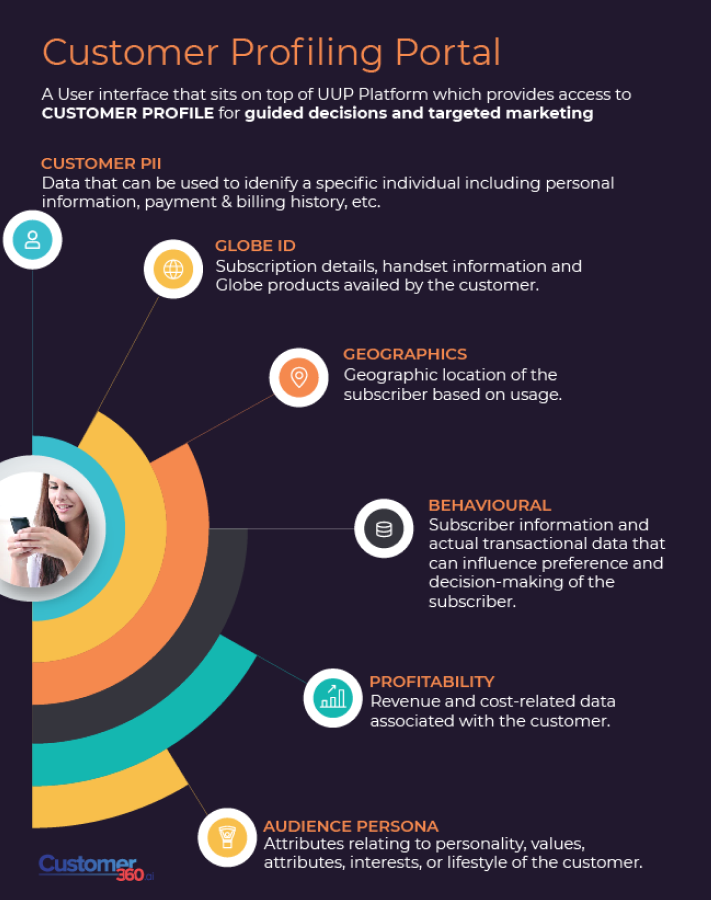 Customer Profiling Portal
A User interface that sits on top of UUP Platform which provides access to
CUSTOMER PROFILE for guided decisions and targeted marketing
CUSTOMER PII
Data that can be used to idenify a specific individual including personal
information, payment & billing history, etc.
GLOBE ID
Subscription details, handset information and
Globe products availed by the customer.
GEOGRAPHICS
Geographic location of the
subscriber based on usage.
BEHAVIOURAL
Subscriber information and
actual transactional data that
can influence preference and
decision-making of the
subscriber.
PROFITABILITY
Revenue and cost-related data
associated with the customer.
AUDIENCE PERSONA
Attributes relating to personality, values,
attributes, interests, or lifestyle of the customer.
Customer
360.ai